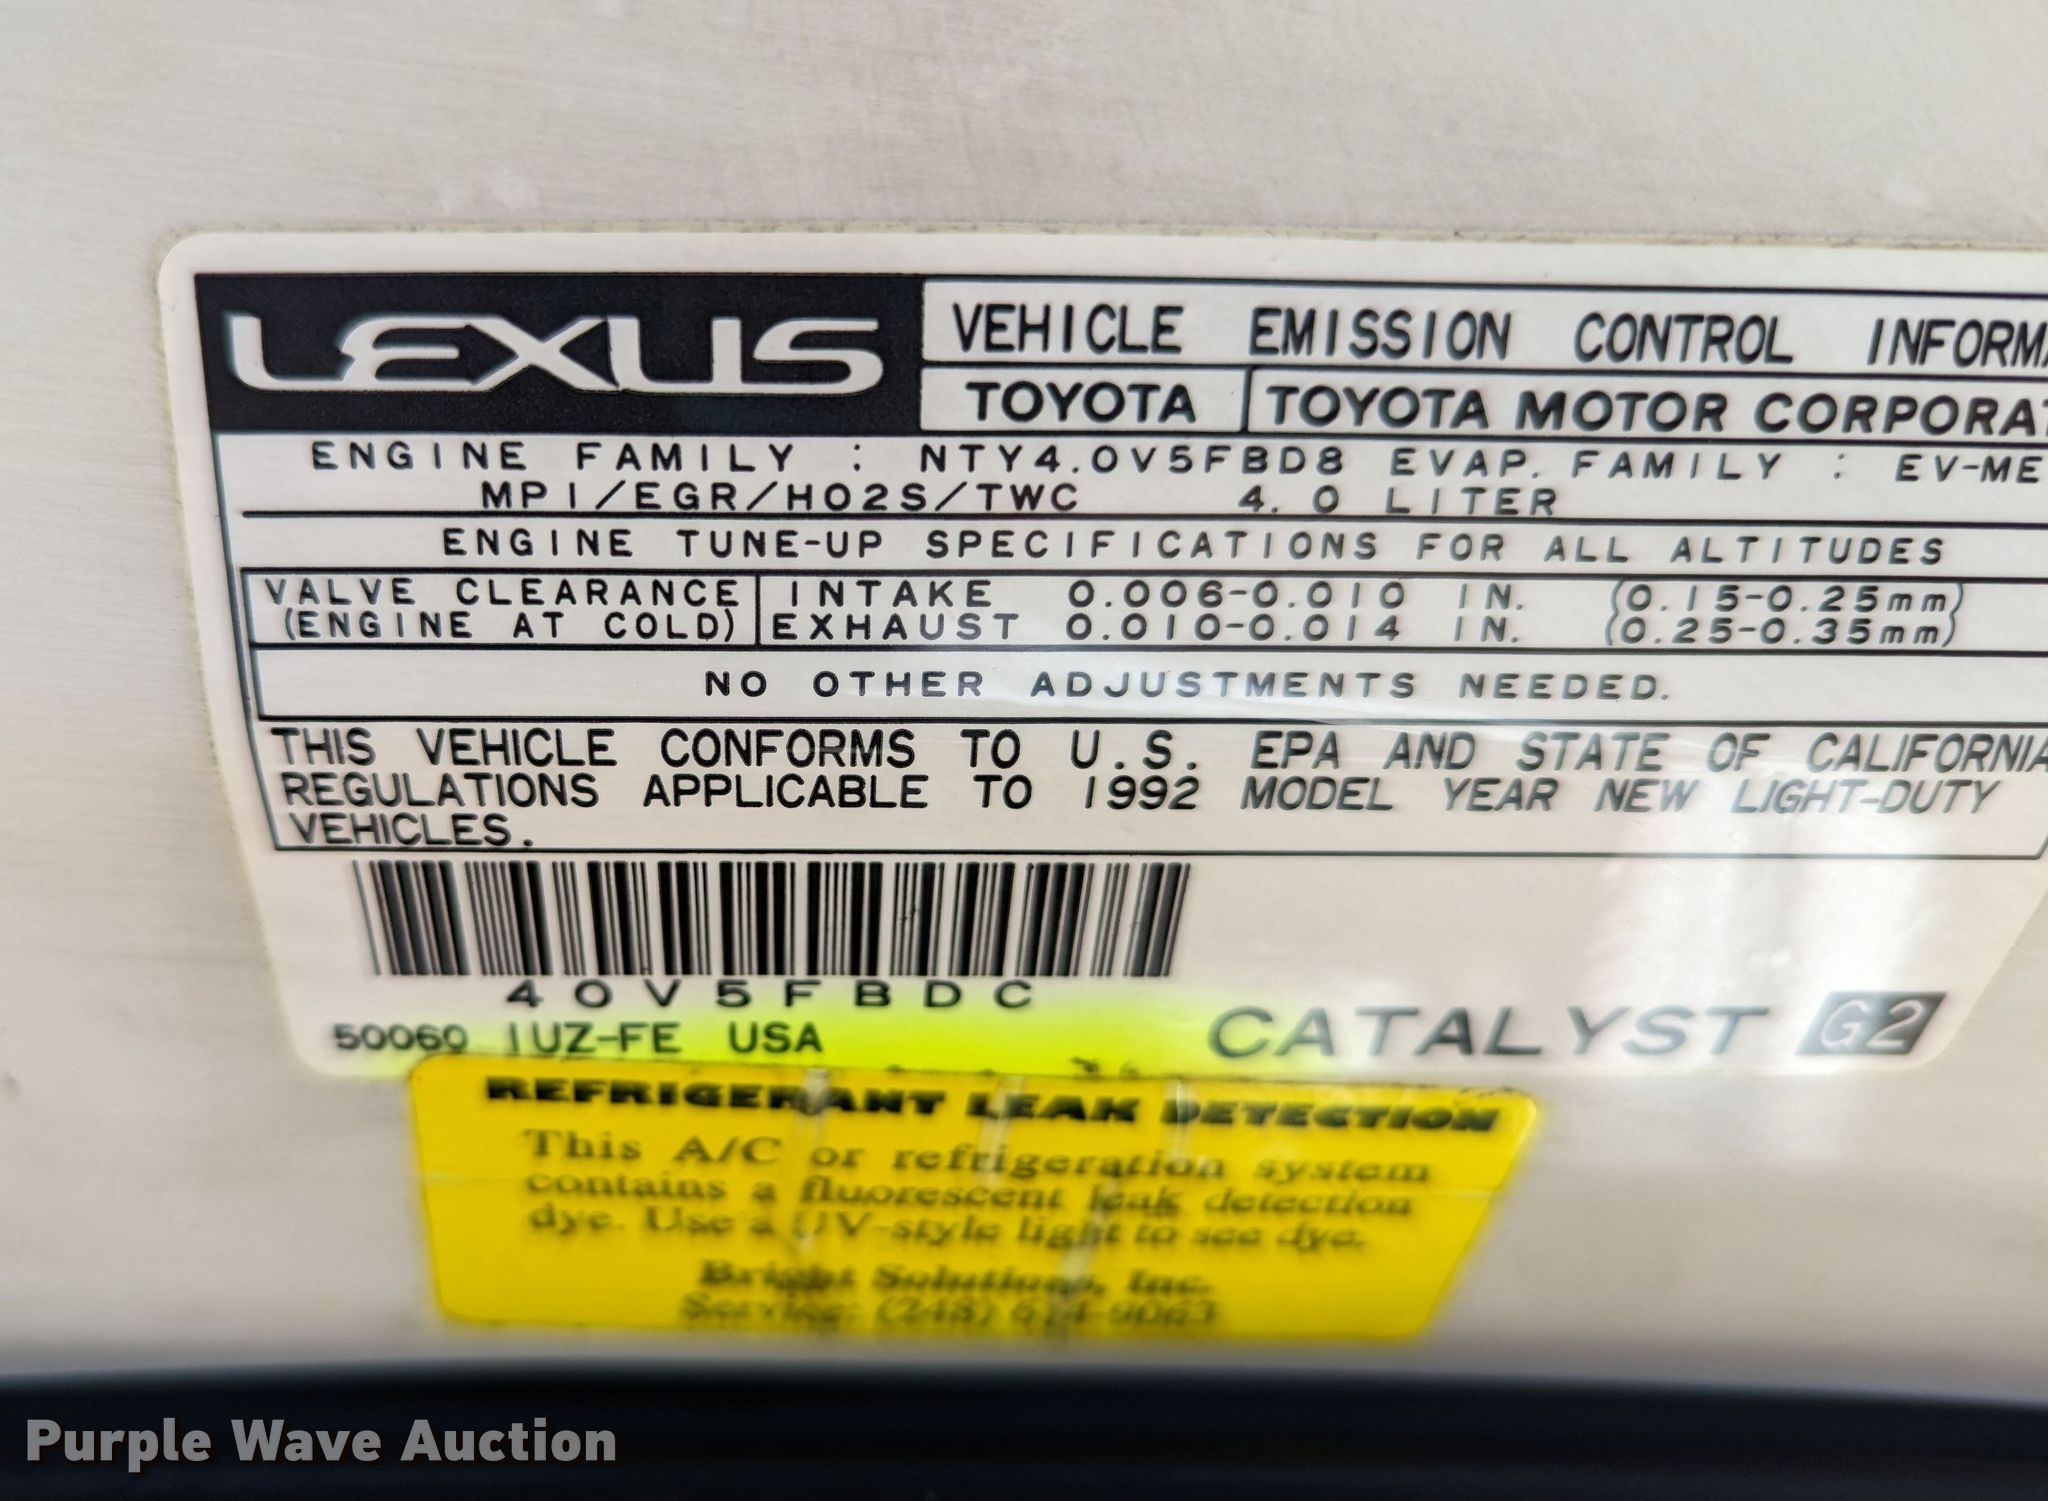 LEXUS
VEHICLE EMISSION CONTROL INFORMA
TOYOTA TOYOTA MOTOR CORPORAT
ENGINE FAMILY : NTY4.0V5FBD8 EVAP. FAMILY : EV-ME
MPI/EGR/HO2S/TWC 4.0 LITER
ENGINE TUNE-UP SPECIFICATIONS FOR ALL ALTITUDES
VALVE CLEARANCE INTAKE 0.006-0.010 IN. (0.15-0.25mm)
(ENGINE AT COLD) EXHAUST 0.010-0.014 IN. (0.25-0.35mm)
NO OTHER ADJUSTMENTS NEEDED.
THIS VEHICLE CONFORMS TO U.S. EPA AND STATE OF CALIFORNIA
REGULATIONS APPLICABLE TO 1992 MODEL YEAR NEW LIGHT-DUTY
VEHICLES.
40V5FBDC
50060 1UZ-FE USA CATALYST G2
REFRIGERANT LEAK DETECTION
This A/C or refrigeration system
contains a fluorescent leak detection
dye. Use a UV-style light to see dye.
Bright Solutions, Inc.
Service: (248) 614-9063
Purple Wave Auction